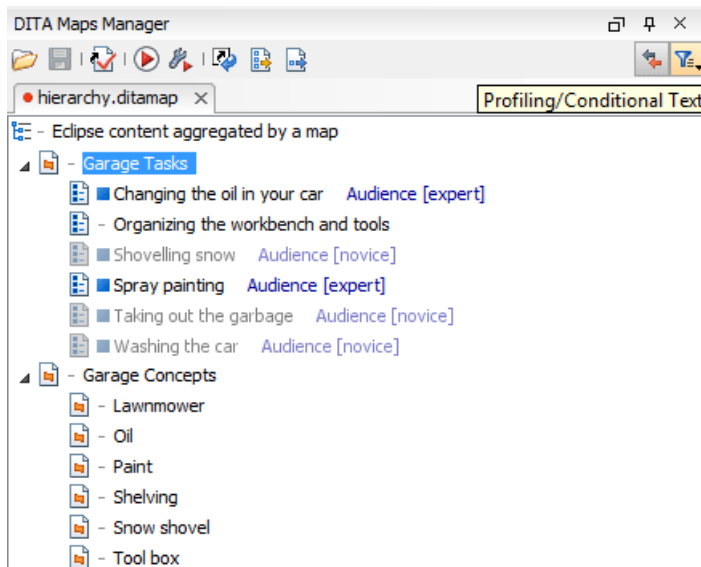 DITA Maps Manager
hierarchy.ditamap
Profiling/Conditional Text
- Eclipse content aggregated by a map
- Garage Tasks
Changing the oil in your car Audience [expert]
- Organizing the workbench and tools
Shovelling snow Audience [novice]
Spray painting Audience [expert]
Taking out the garbage Audience [novice]
Washing the car Audience [novice]
- Garage Concepts
- Lawnmower
- Oil
- Paint
- Shelving
- Snow shovel
- Tool box